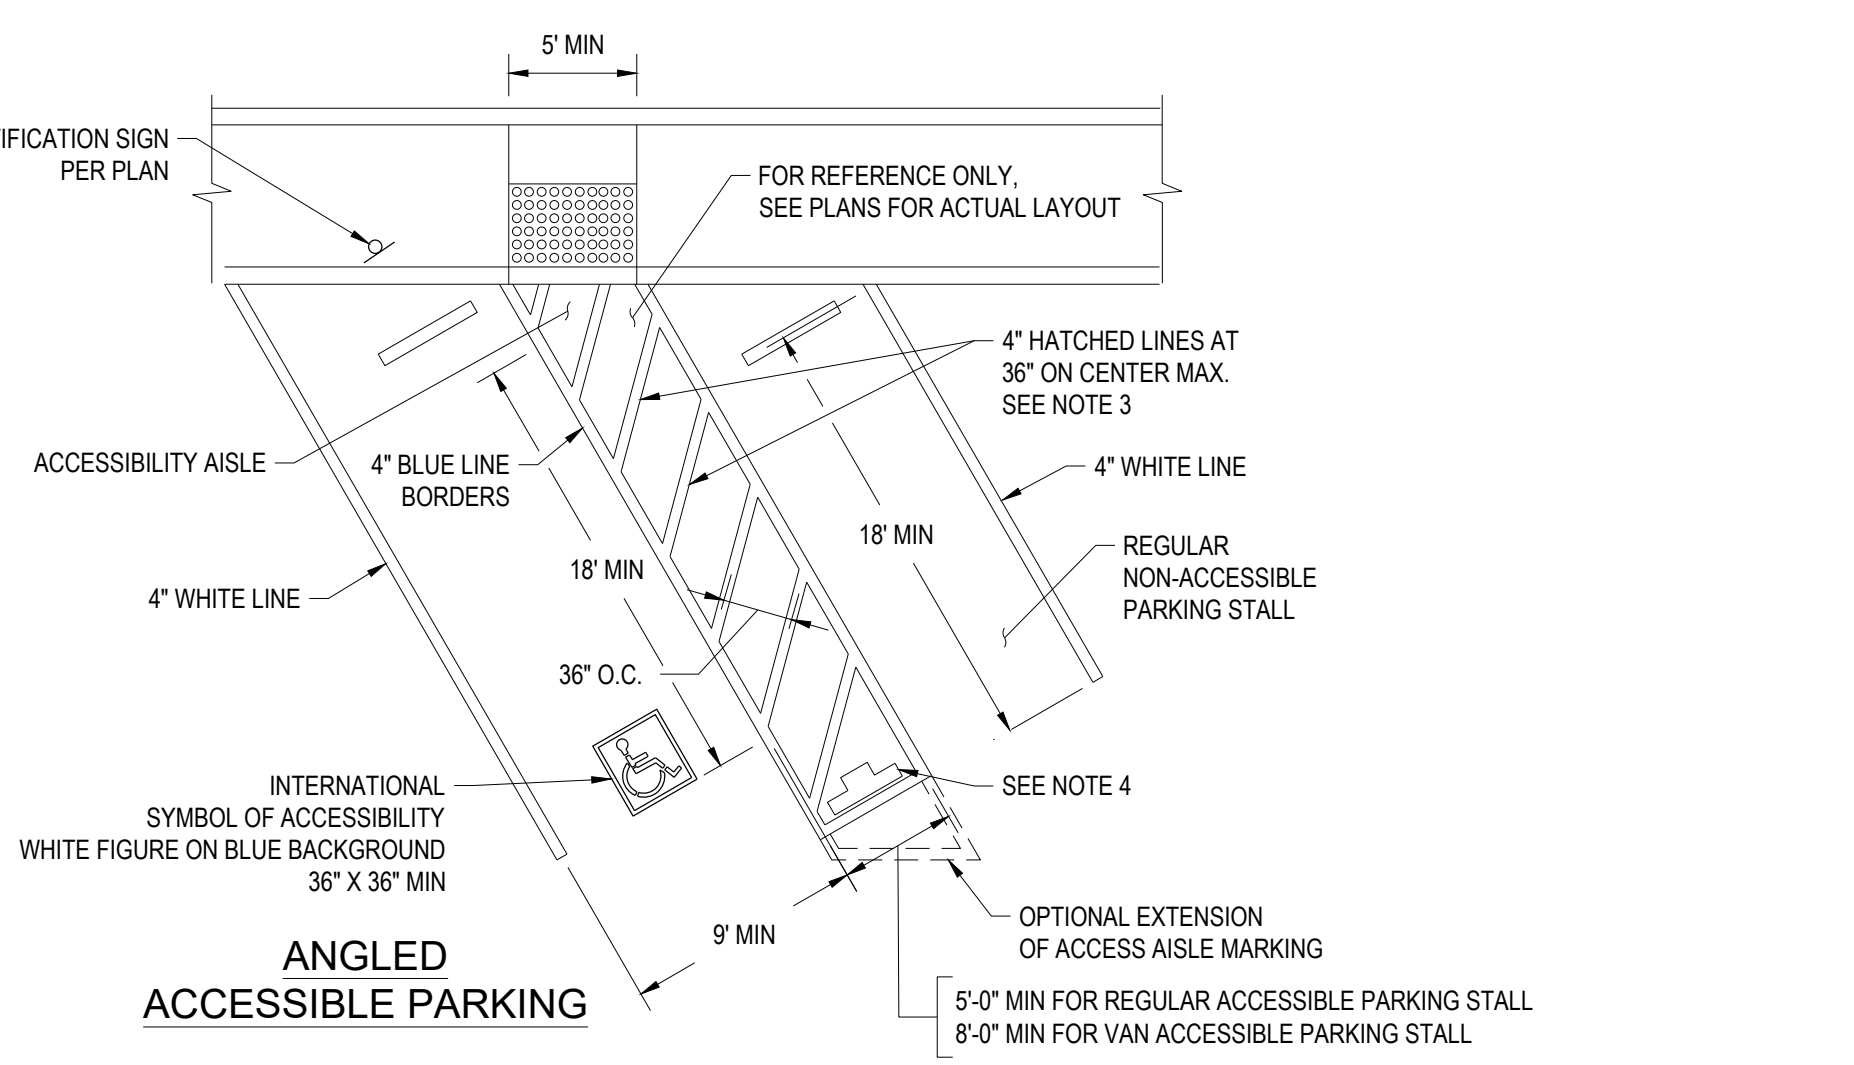 5' MIN
IFICATION SIGN
PER PLAN
FOR REFERENCE ONLY,
SEE PLANS FOR ACTUAL LAYOUT
4" HATCHED LINES AT
36" ON CENTER MAX.
SEE NOTE 3
ACCESSIBILITY AISLE
4" BLUE LINE
BORDERS
4" WHITE LINE
18' MIN
REGULAR
NON-ACCESSIBLE
PARKING STALL
18' MIN
4" WHITE LINE
36" O.C.
INTERNATIONAL
SYMBOL OF ACCESSIBILITY
WHITE FIGURE ON BLUE BACKGROUND
36" X 36" MIN
SEE NOTE 4
9' MIN
OPTIONAL EXTENSION
OF ACCESS AISLE MARKING
5'-0" MIN FOR REGULAR ACCESSIBLE PARKING STALL
8'-0" MIN FOR VAN ACCESSIBLE PARKING STALL
ANGLED
ACCESSIBLE PARKING